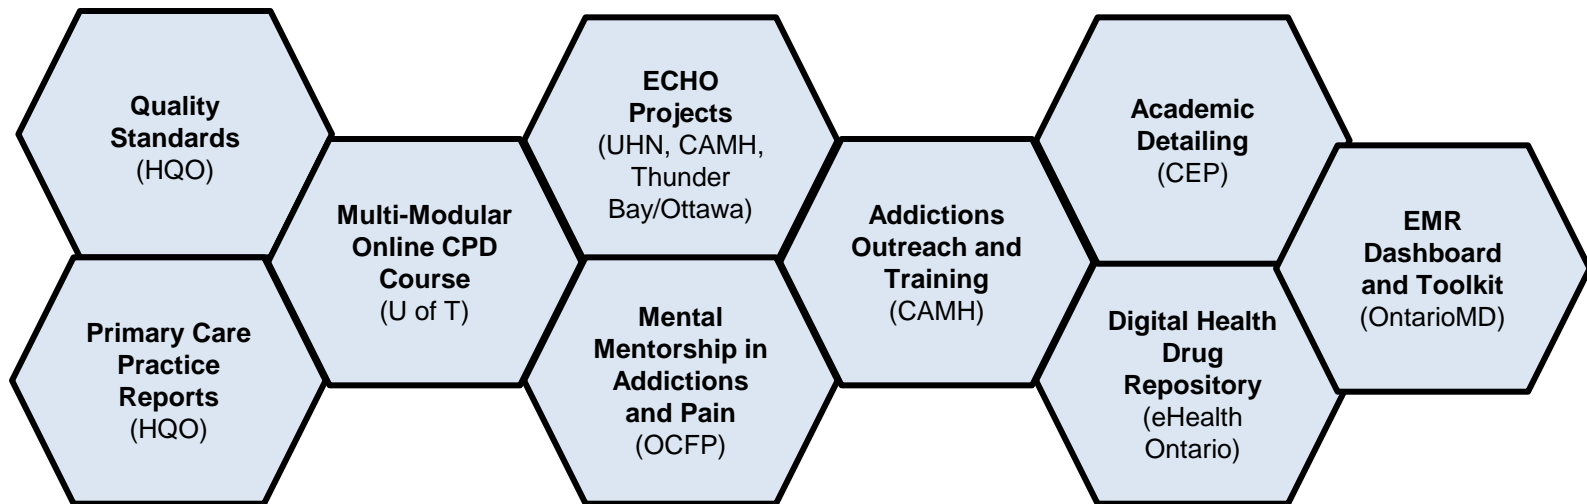 Quality
Standards
(HQO)
Primary Care
Practice
Reports
(HQO)
Multi-Modular
Online CPD
Course
(U of T)
ECHO
Projects
(UHN, CAMH,
Thunder
Bay/Ottawa)
Mental
Mentorship in
Addictions
and Pain
(OCFP)
Addictions
Outreach and
Training
(CAMH)
Academic
Detailing
(CEP)
Digital Health
Drug
Repository
(eHealth
Ontario)
EMR
Dashboard
and Toolkit
(OntarioMD)